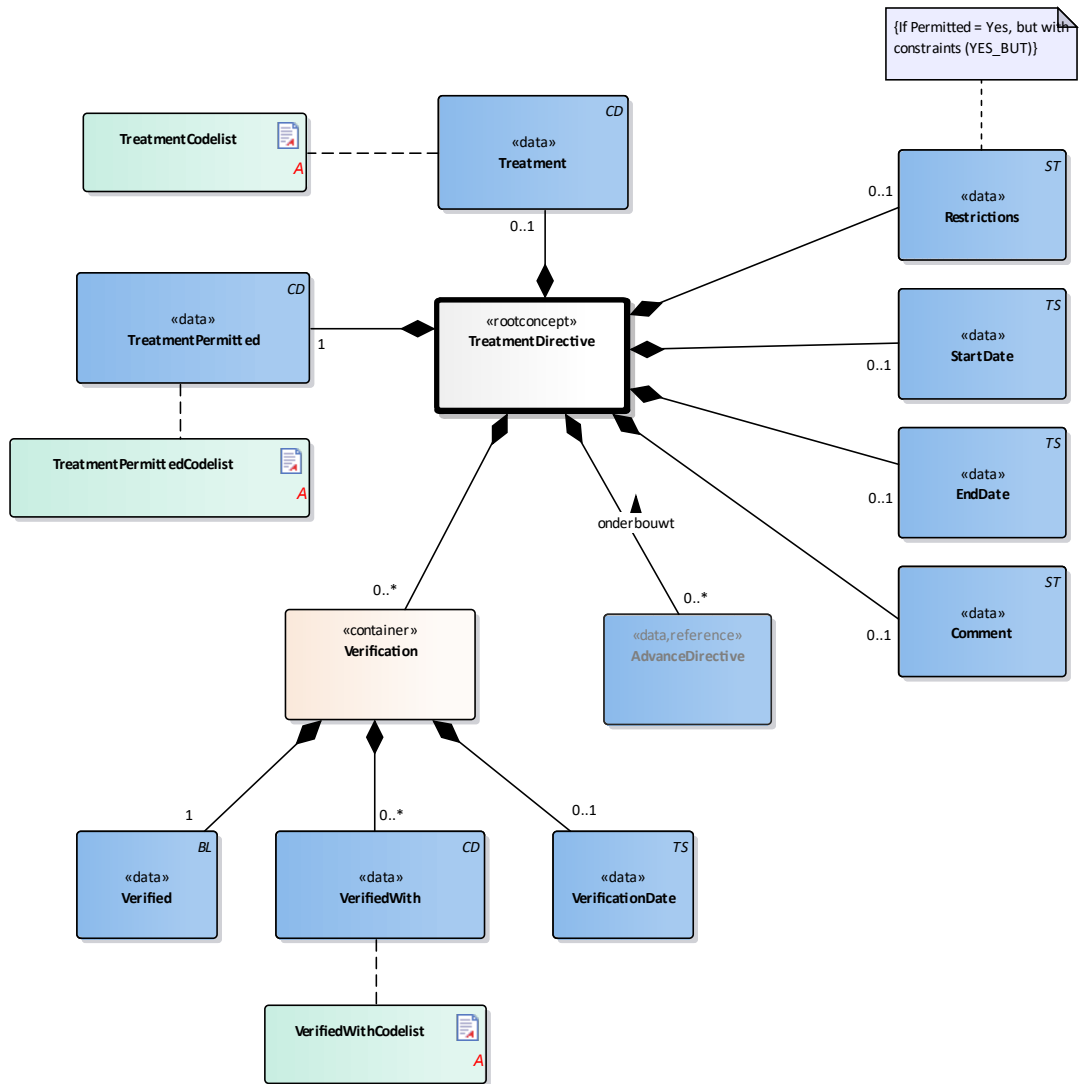 {If Permitted = Yes, but with
constraints (YES_BUT)}
TreatmentCodelist
A
CD
«data»
Treatment
0..1
ST
«data»
Restrictions
0..1
CD
«data»
TreatmentPermitted
1
«rootconcept»
TreatmentDirective
TS
«data»
StartDate
0..1
TreatmentPermittedCodelist
A
TS
«data»
EndDate
0..1
onderbouwt
0..*
0..*
ST
«data»
Comment
0..1
«container»
Verification
«data,reference»
AdvanceDirective
1
0..*
0..1
BL
«data»
Verified
CD
«data»
VerifiedWith
TS
«data»
VerificationDate
VerifiedWithCodelist
A